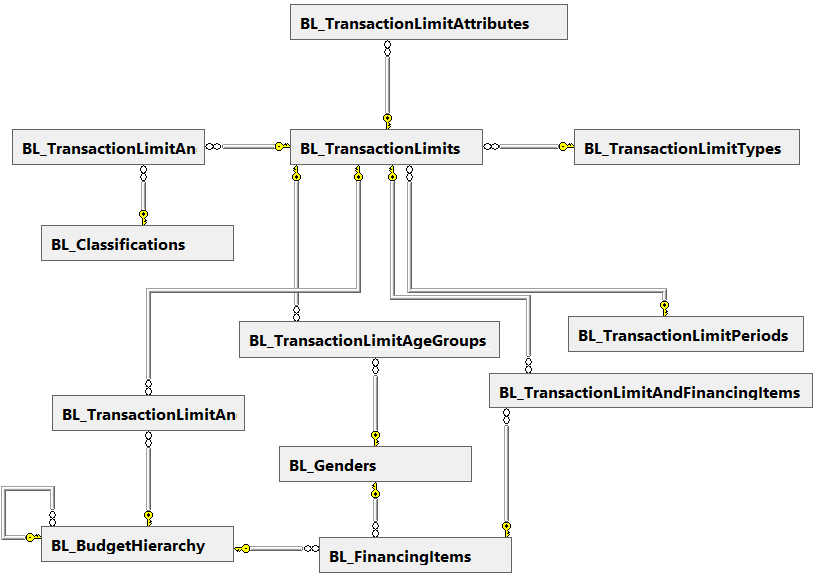 BL_TransactionLimitAttributes
BL_TransactionLimitAn
BL_TransactionLimits
BL_TransactionLimitTypes
BL_Classifications
BL_TransactionLimitAgeGroups
BL_TransactionLimitPeriods
BL_TransactionLimitAndFinancingItems
BL_TransactionLimitAn
BL_Genders
BL_BudgetHierarchy
BL_FinancingItems